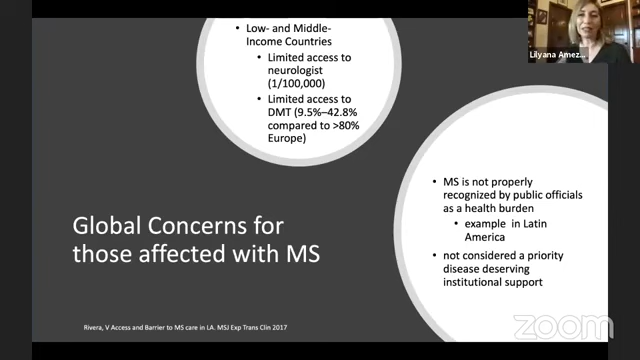 • Low- and Middle-
Income Countries
• Limited access to
neurologist
(1/100,000)
• Limited access to
DMT (9.5%–42.8%
compared to >80%
Europe)
Lilyana Amez...
• MS is not properly
recognized by public officials
as a health burden
• example in Latin
America
• not considered a priority
disease deserving
institutional support
Global Concerns for
those affected with MS
Rivera, V Access and Barrier to MS care in LA. MSJ Exp Trans Clin 2017
zoom